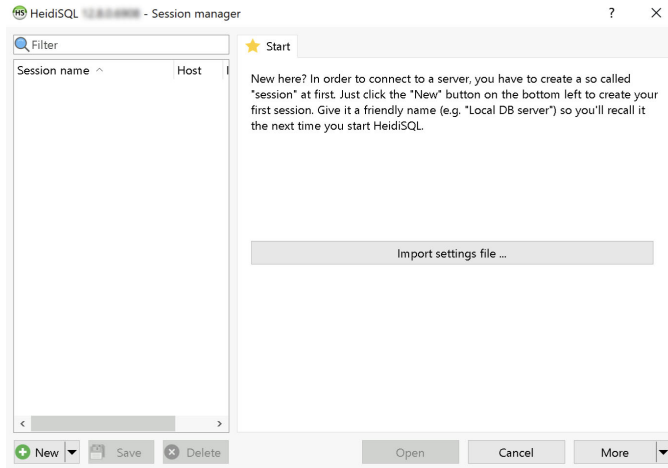 HeidiSQL - Session manager
Filter
Session name Host
Start
New here? In order to connect to a server, you have to create a so called
"session" at first. Just click the "New" button on the bottom left to create your
first session. Give it a friendly name (e.g. "Local DB server") so you'll recall it
the next time you start HeidiSQL.
Import settings file ...
New Save Delete Open Cancel More